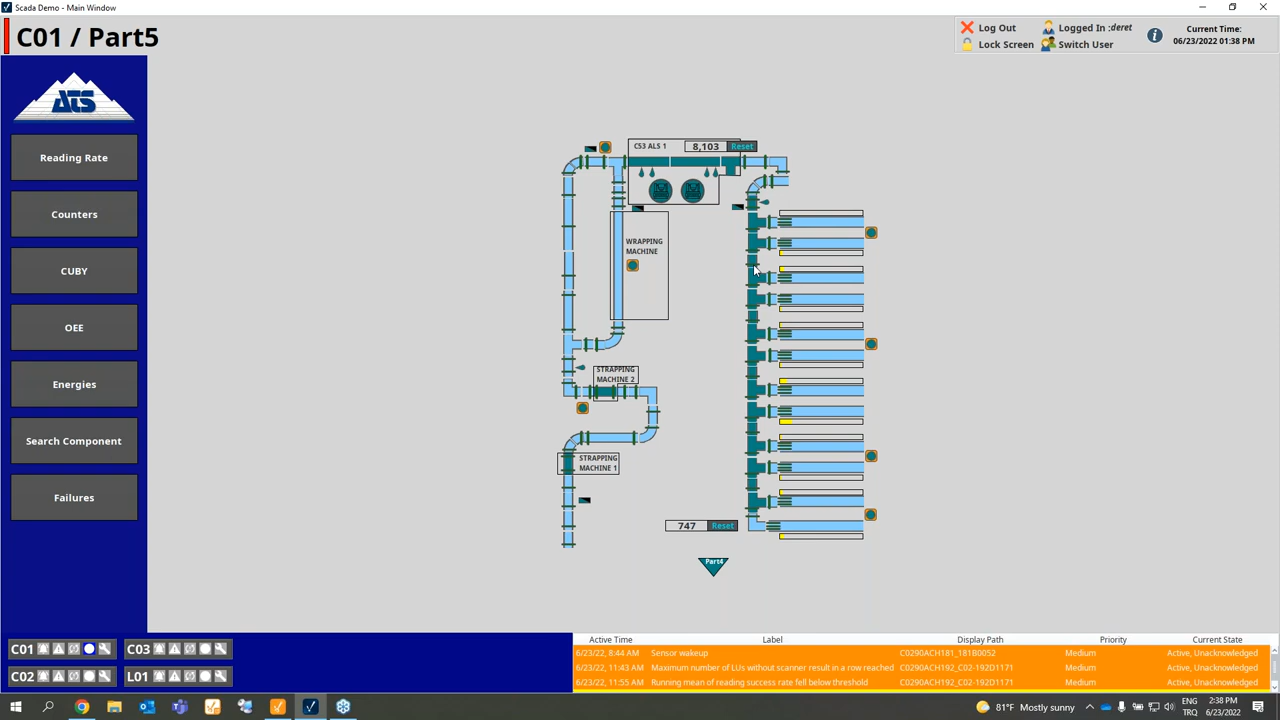 Scada Demo - Main Window
C01 / Part5
Log Out
Logged In :deret
Lock Screen
Switch User
Current Time:
06/23/2022 01:38 PM
ATS
Reading Rate
Counters
CUBY
OEE
Energies
Search Component
Failures
CS3 ALS 1
8,103
Reset
WRAPPING
MACHINE
STRAPPING
MACHINE 2
STRAPPING
MACHINE 1
747
Reset
Part4
C01
C03
C02
L01
Active Time Label Display Path Priority Current State
6/23/22, 8:44 AM Sensor wakeup C0290ACH181_181B0052 Medium Active, Unacknowledged
6/23/22, 11:43 AM Maximum number of LUs without scanner result in a row reached C0290ACH192_C02-192D1171 Medium Active, Unacknowledged
6/23/22, 11:55 AM Running mean of reading success rate fell below threshold C0290ACH192_C02-192D1171 Medium Active, Unacknowledged
81°F Mostly sunny
ENG
TRQ
2:38 PM
6/23/2022